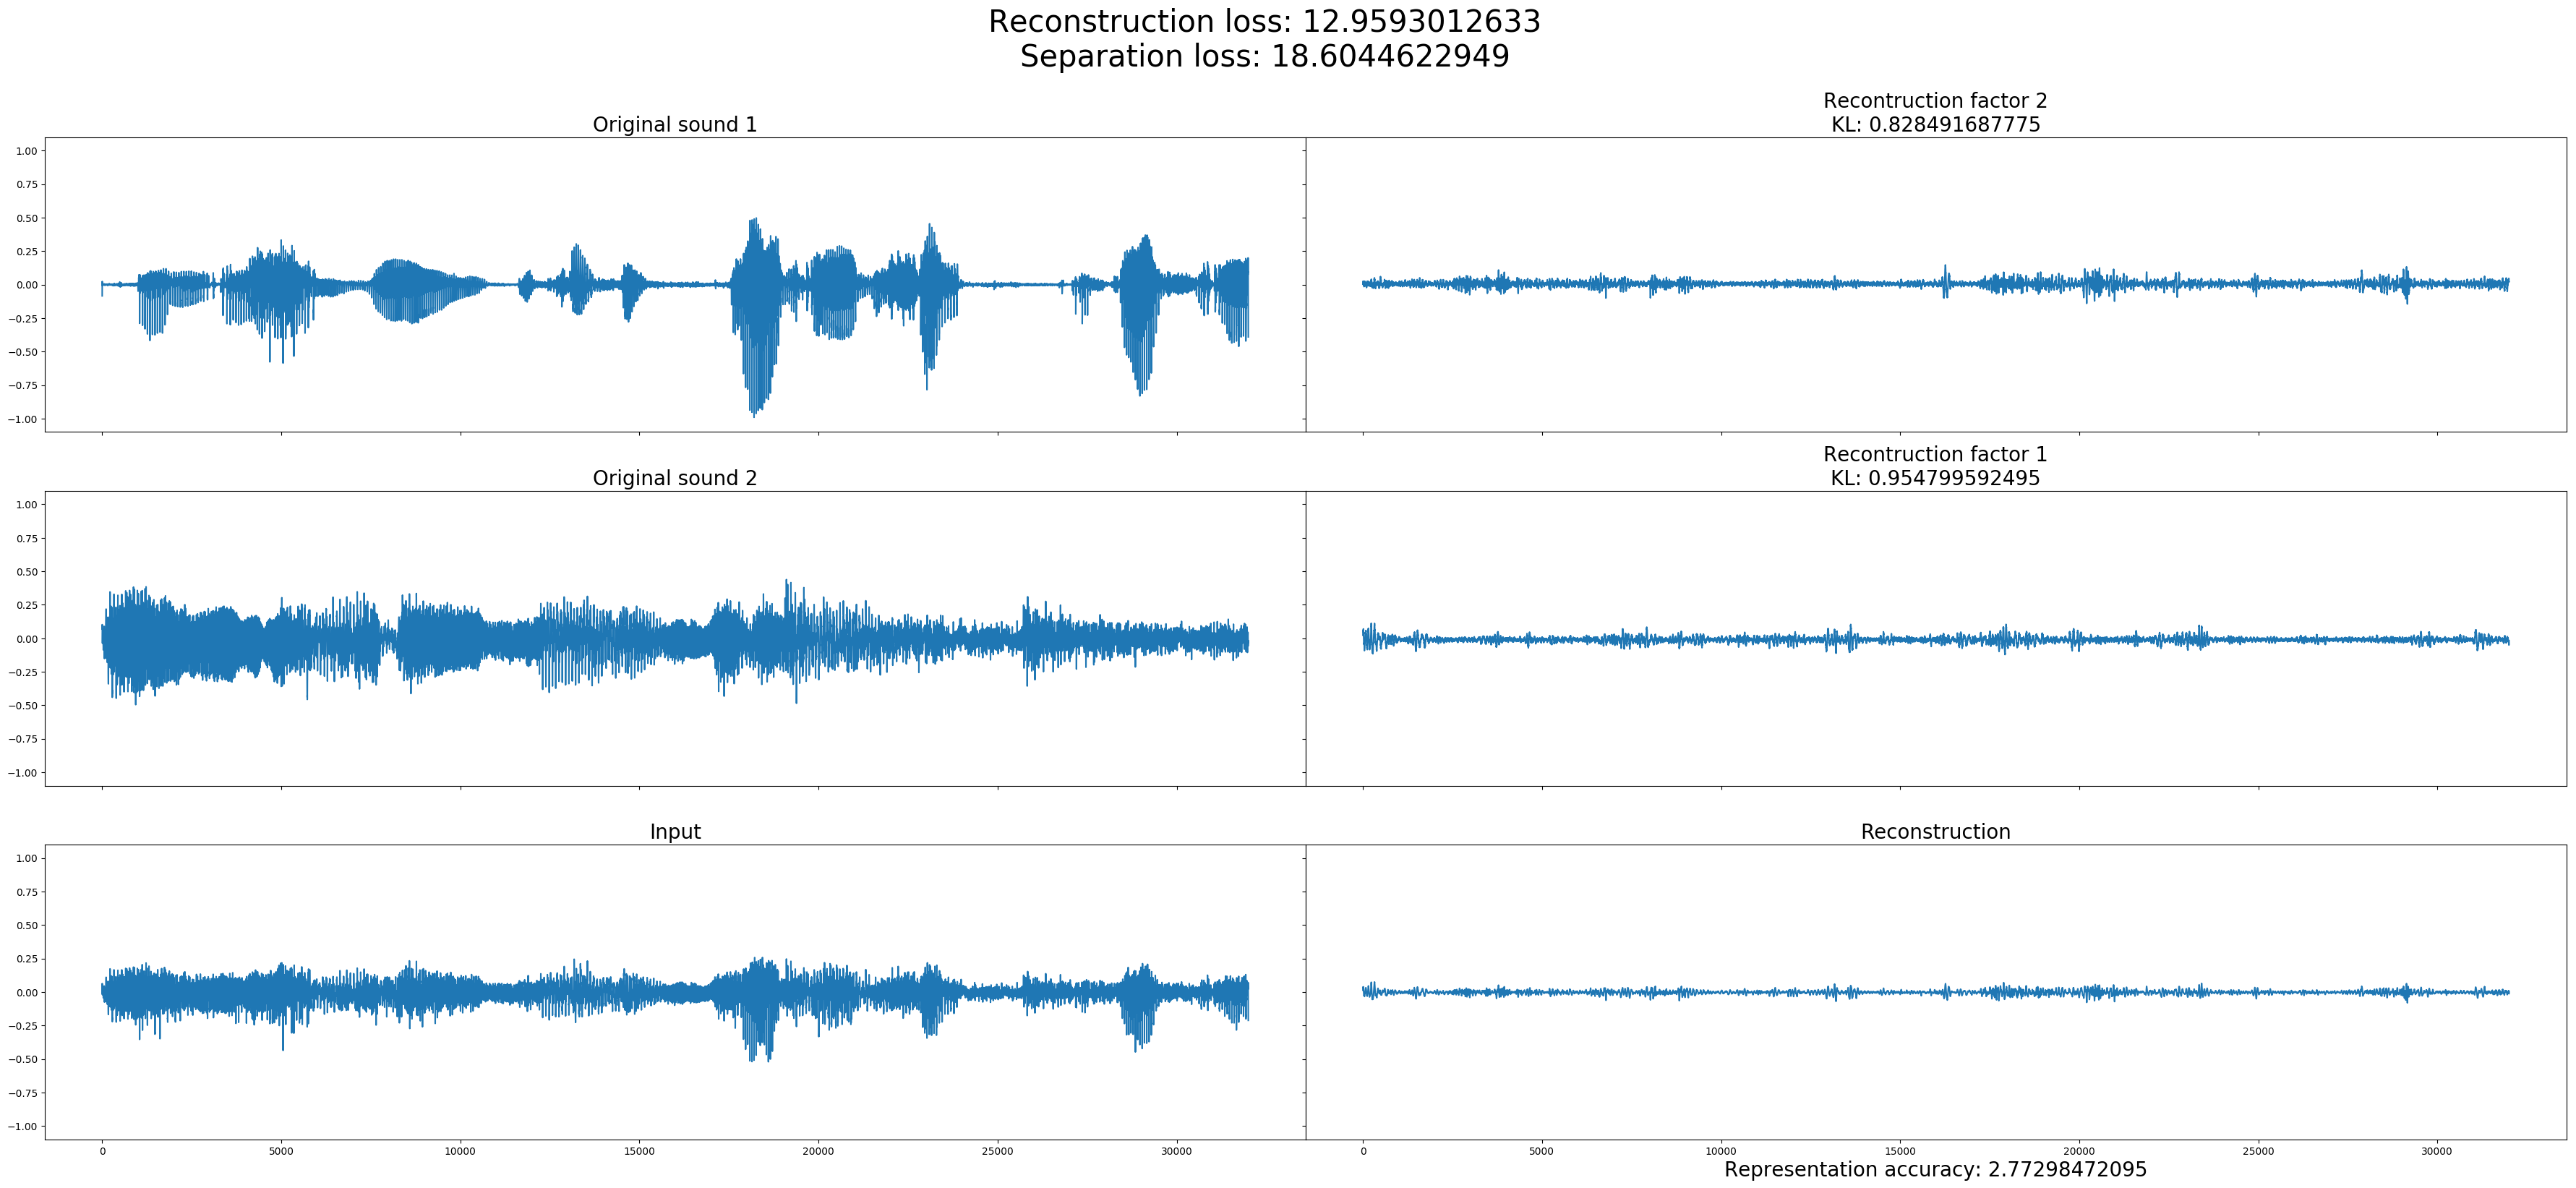 Reconstruction loss: 12.9593012633
Separation loss: 18.6044622949
Original sound 1
Recontruction factor 2
KL: 0.828491687775
1.00
0.75
0.50
0.25
0.00
−0.25
−0.50
−0.75
−1.00
Original sound 2
Recontruction factor 1
KL: 0.954799592495
1.00
0.75
0.50
0.25
0.00
−0.25
−0.50
−0.75
−1.00
Input
Reconstruction
1.00
0.75
0.50
0.25
0.00
−0.25
−0.50
−0.75
−1.00
0 5000 10000 15000 20000 25000 30000
0 5000 10000 15000 20000 25000 30000
Representation accuracy: 2.77298472095